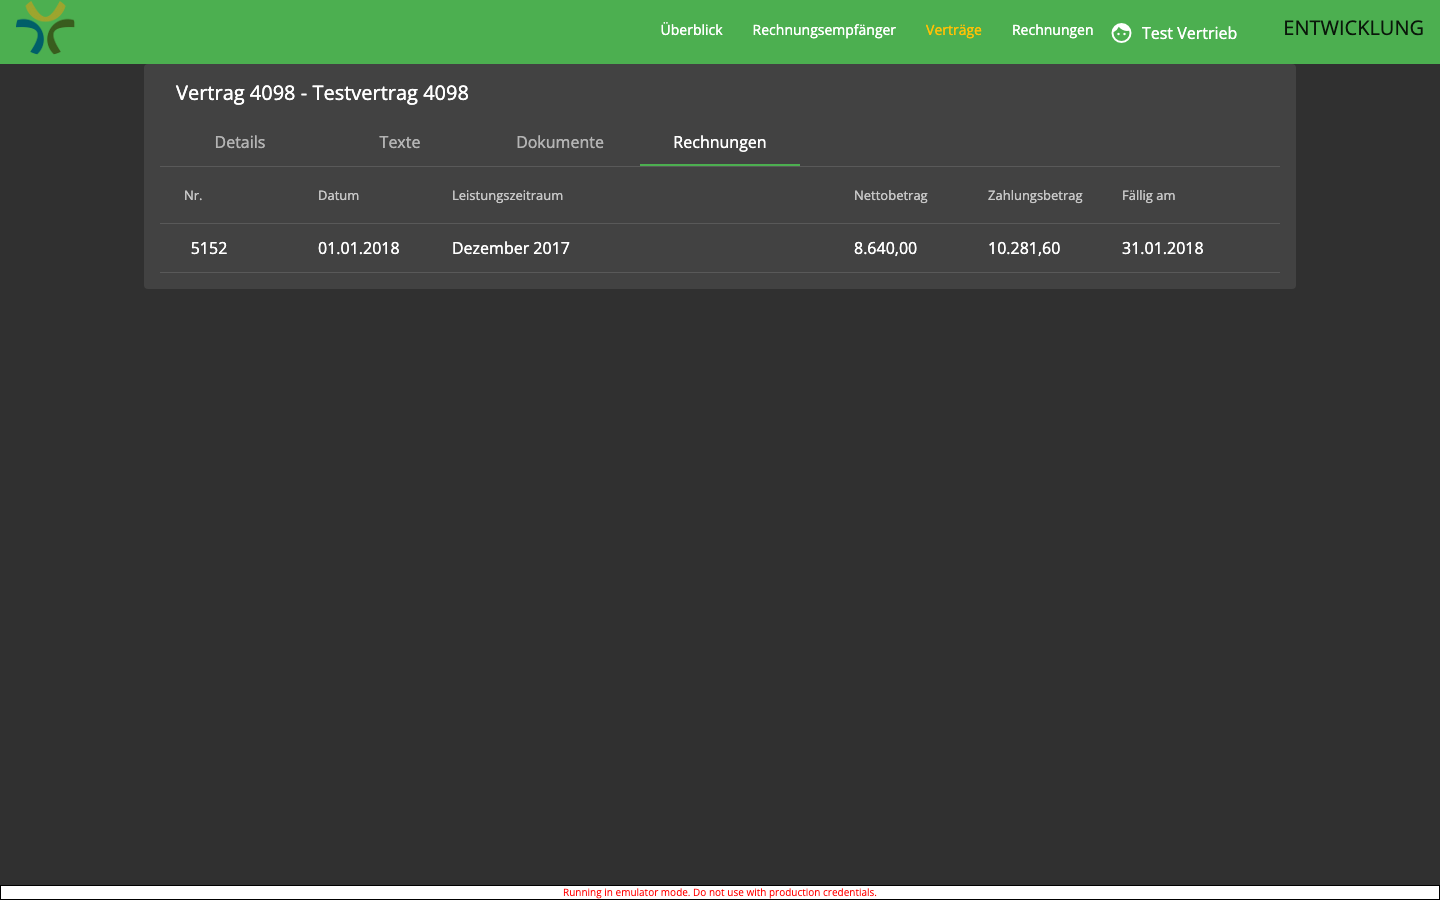 Überblick Rechnungsempfänger Verträge Rechnungen Test Vertrieb ENTWICKLUNG
Vertrag 4098 - Testvertrag 4098
Details Texte Dokumente Rechnungen
Nr. Datum Leistungszeitraum Nettobetrag Zahlungsbetrag Fällig am
5152 01.01.2018 Dezember 2017 8.640,00 10.281,60 31.01.2018
Running in emulator mode. Do not use with production credentials.